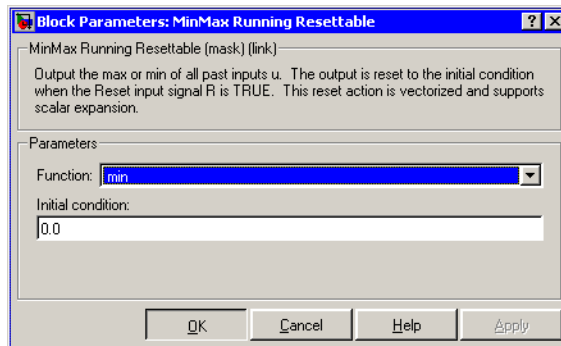 Block Parameters: MinMax Running Resettable
MinMax Running Resettable (mask) (link)
Output the max or min of all past inputs u. The output is reset to the initial condition
when the Reset input signal R is TRUE. This reset action is vectorized and supports
scalar expansion.
Parameters
Function: min
Initial condition:
0.0
OK Cancel Help Apply